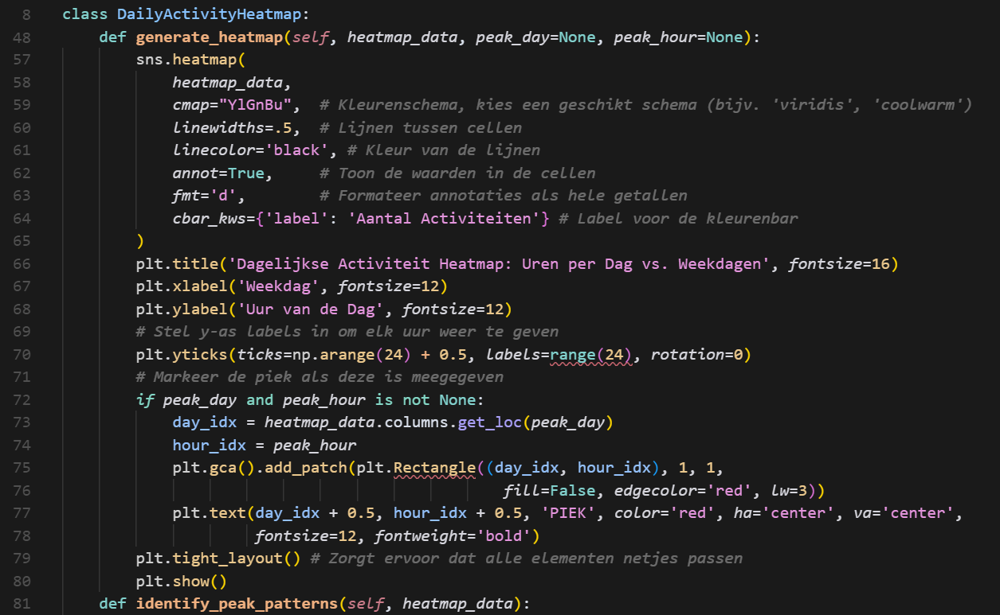 8 class DailyActivityHeatmap:
48 def generate_heatmap(self, heatmap_data, peak_day=None, peak_hour=None):
57 sns.heatmap(
58 heatmap_data,
59 cmap="YlGnBu", # Kleurenschema, kies een geschikt schema (bijv. 'viridis', 'coolwarm')
60 linewidths=.5, # Lijnen tussen cellen
61 linecolor='black', # Kleur van de lijnen
62 annot=True, # Toon de waarden in de cellen
63 fmt='d', # Formateer annotaties als hele getallen
64 cbar_kws={'label': 'Aantal Activiteiten'} # Label voor de kleurenbar
65 )
66 plt.title('Dagelijkse Activiteit Heatmap: Uren per Dag vs. Weekdagen', fontsize=16)
67 plt.xlabel('Weekdag', fontsize=12)
68 plt.ylabel('Uur van de Dag', fontsize=12)
69 # Stel y-as labels in om elk uur weer te geven
70 plt.yticks(ticks=np.arange(24) + 0.5, labels=range(24), rotation=0)
71 # Markeer de piek als deze is meegegeven
72 if peak_day and peak_hour is not None:
73 day_idx = heatmap_data.columns.get_loc(peak_day)
74 hour_idx = peak_hour
75 plt.gca().add_patch(plt.Rectangle((day_idx, hour_idx), 1, 1,
76 fill=False, edgecolor='red', lw=3))
77 plt.text(day_idx + 0.5, hour_idx + 0.5, 'PIEK', color='red', ha='center', va='center',
78 fontsize=12, fontweight='bold')
79 plt.tight_layout() # Zorgt ervoor dat alle elementen netjes passen
80 plt.show()
81 def identify_peak_patterns(self, heatmap_data):